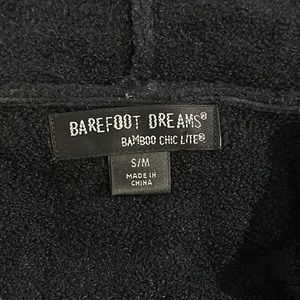 BAREFOOT DREAMS®
BAMBOO CHIC LITE®
S/M
MADE IN
CHINA